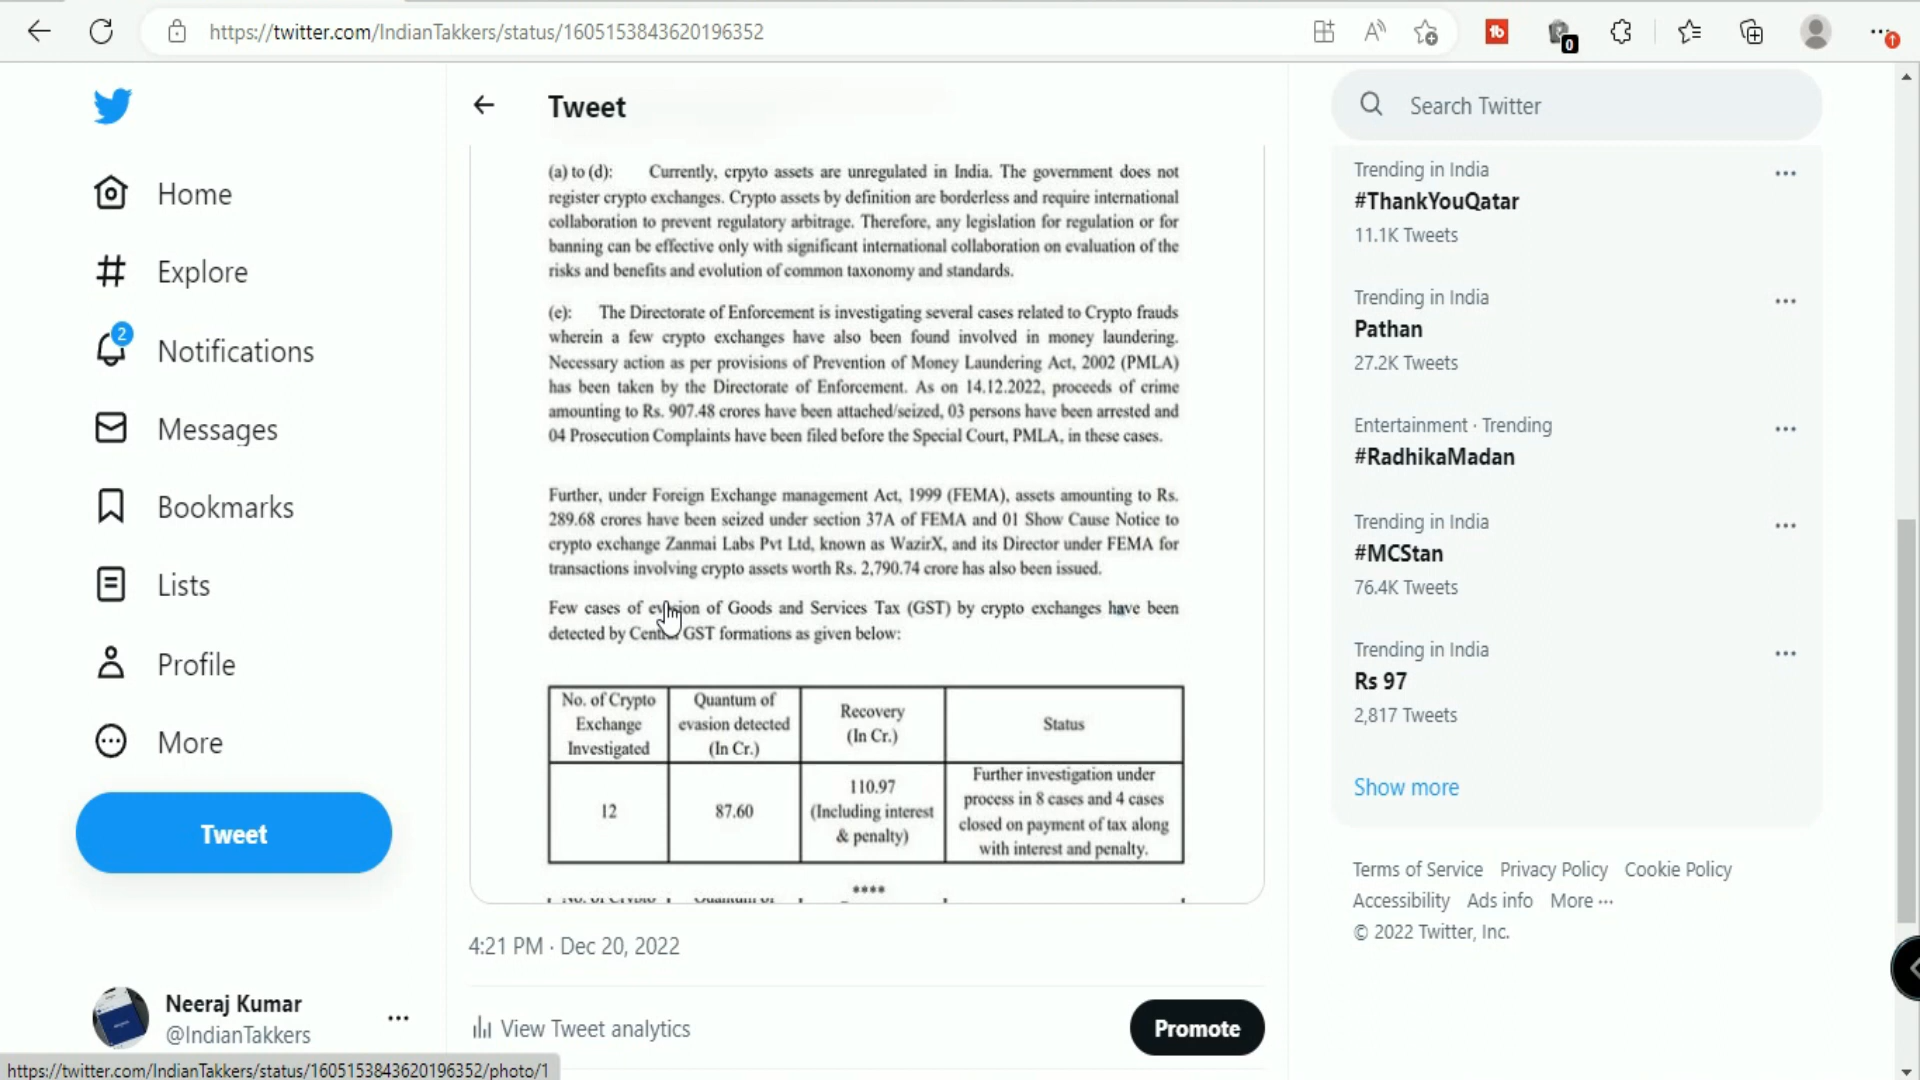 https://twitter.com/IndianTakkers/status/1605153843620196352
0
Home
Explore
2
Notifications
Messages
Bookmarks
Lists
Profile
More
Tweet
Neeraj Kumar
@IndianTakkers
https://twitter.com/IndianTakkers/status/1605153843620196352/photo/1
Tweet
(a) to (d): Currently, crpyto assets are unregulated in India. The government does not
register crypto exchanges. Crypto assets by definition are borderless and require international
collaboration to prevent regulatory arbitrage. Therefore, any legislation for regulation or for
banning can be effective only with significant international collaboration on evaluation of the
risks and benefits and evolution of common taxonomy and standards.
(e): The Directorate of Enforcement is investigating several cases related to Crypto frauds
wherein a few crypto exchanges have also been found involved in money laundering.
Necessary action as per provisions of Prevention of Money Laundering Act, 2002 (PMLA)
has been taken by the Directorate of Enforcement. As on 14.12.2022, proceeds of crime
amounting to Rs. 907.48 crores have been attached/seized, 03 persons have been arrested and
04 Prosecution Complaints have been filed before the Special Court, PMLA, in these cases.
Further, under Foreign Exchange management Act, 1999 (FEMA), assets amounting to Rs.
289.68 crores have been seized under section 37A of FEMA and 01 Show Cause Notice to
crypto exchange Zanmai Labs Pvt Ltd, known as WazirX, and its Director under FEMA for
transactions involving crypto assets worth Rs. 2,790.74 crore has also been issued.
Few cases of evasion of Goods and Services Tax (GST) by crypto exchanges have been
detected by Central GST formations as given below:
No. of Crypto
Exchange
Investigated
Quantum of
evasion detected
(In Cr.)
Recovery
(In Cr.)
Status
12
87.60
110.97
(Including interest
& penalty)
Further investigation under
process in 8 cases and 4 cases
closed on payment of tax along
with interest and penalty.
****
No. of Crypto
Quantum of
4:21 PM · Dec 20, 2022
View Tweet analytics
Promote
Search Twitter
Trending in India
#ThankYouQatar
11.1K Tweets
Trending in India
Pathan
27.2K Tweets
Entertainment · Trending
#RadhikaMadan
Trending in India
#MCStan
76.4K Tweets
Trending in India
Rs 97
2,817 Tweets
Show more
Terms of Service Privacy Policy Cookie Policy
Accessibility Ads info More ···
© 2022 Twitter, Inc.